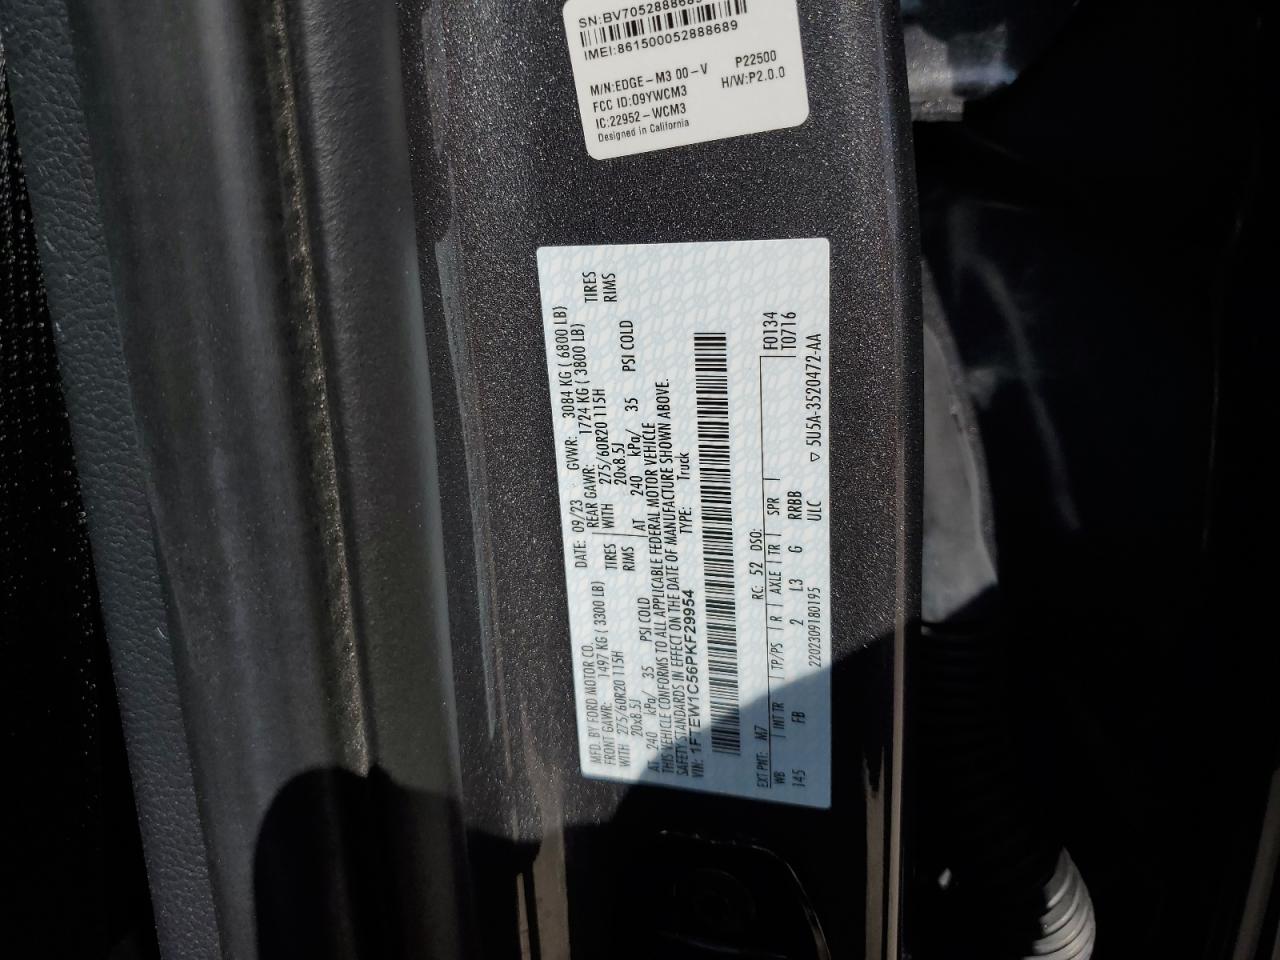 SN:BV7052888689
IMEI:861500052888689
M/N:EDGE-M3 00-V P22500
FCC ID:09YWCM3 H/W:P2.0.0
IC:22952-WCM3
Designed in California
MFD. BY FORD MOTOR CO.
DATE: 09/23 GVWR: 3084 KG ( 6800 LB)
FRONT GAWR: 1497 KG ( 3300 LB) REAR GAWR: 1724 KG ( 3800 LB)
WITH 275/60R20 115H TIRES WITH 275/60R20 115H TIRES
20x8.5J RIMS 20x8.5J RIMS
AT 240 kPa/ 35 PSI COLD AT 240 kPa/ 35 PSI COLD
THIS VEHICLE CONFORMS TO ALL APPLICABLE FEDERAL MOTOR VEHICLE
SAFETY STANDARDS IN EFFECT ON THE DATE OF MANUFACTURE SHOWN ABOVE.
VIN: 1FTEW1C56PKF29954 TYPE: Truck
EXT PNT: M7 RC: 52 DSO: F0134
WB INT TR TP/PS R AXLE TR SPR T0716
145 FB 2 L3 G RRBB
2202309180195 ULC ▽ 5U5A-3520472-AA